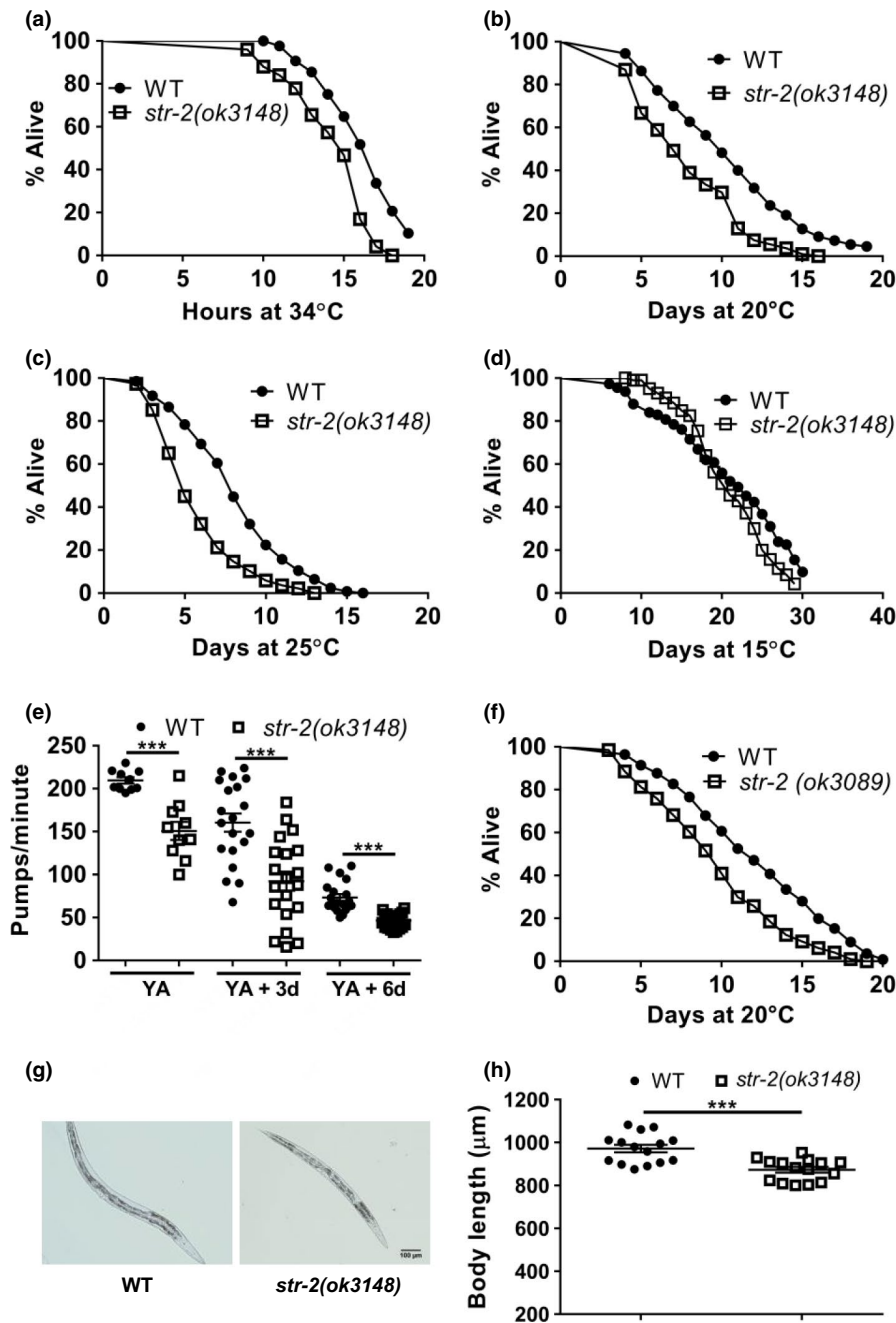 (a)
100
80
60
40
20
0
% Alive
WT
str-2(ok3148)
0 5 10 15 20
Hours at 34°C
(b)
100
80
60
40
20
0
% Alive
WT
str-2(ok3148)
0 5 10 15 20
Days at 20°C
(c)
100
80
60
40
20
0
% Alive
WT
str-2(ok3148)
0 5 10 15 20
Days at 25°C
(d)
100
80
60
40
20
0
% Alive
WT
str-2(ok3148)
0 10 20 30 40
Days at 15°C
(e)
WT str-2(ok3148)
250
200
150
100
50
0
Pumps/minute
*** *** ***
YA YA + 3d YA + 6d
(f)
100
80
60
40
20
0
% Alive
WT
str-2 (ok3089)
0 5 10 15 20
Days at 20°C
(g)
100 µm
WT str-2(ok3148)
(h)
WT str-2(ok3148)
***
1200
1000
800
600
400
200
Body length (µm)